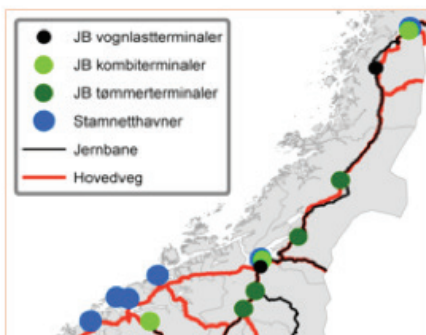 JB vognlastterminaler
JB kombiterminaler
JB tømmerterminaler
Stamnetthavner
Jernbane
Hovedveg